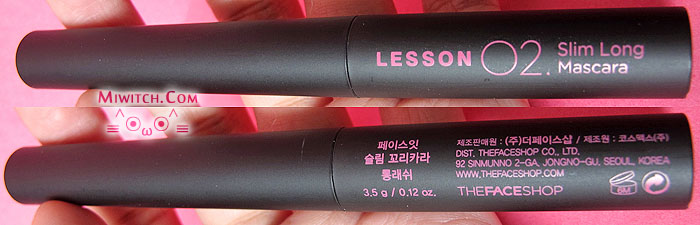 LESSON 02. Slim Long
Mascara
Miwitch.Com
페이스잇
슬림 꼬리카라
롱래쉬
3.5 g / 0.12 oz.
제조판매원 : (주)더페이스샵 / 제조원 : 코스맥스(주)
DIST. THEFACESHOP CO., LTD.
92 SINMUNNO 2-GA, JONGNO-GU, SEOUL, KOREA
WWW.THEFACESHOP.COM
THEFACESHOP
6M